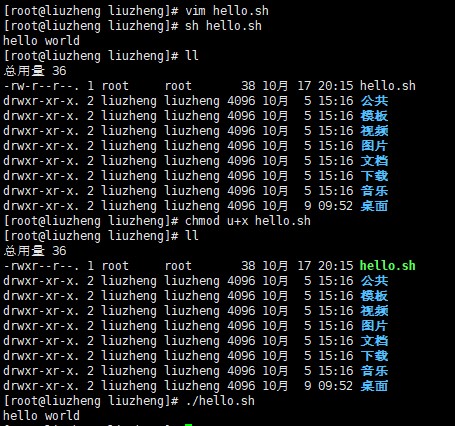 [root@liuzheng liuzheng]# vim hello.sh
[root@liuzheng liuzheng]# sh hello.sh
hello world
[root@liuzheng liuzheng]# ll
总用量 36
-rw-r--r--. 1 root     root       38 10月 17 20:15 hello.sh
drwxr-xr-x. 2 liuzheng liuzheng 4096 10月  5 15:16 公共
drwxr-xr-x. 2 liuzheng liuzheng 4096 10月  5 15:16 模板
drwxr-xr-x. 2 liuzheng liuzheng 4096 10月  5 15:16 视频
drwxr-xr-x. 2 liuzheng liuzheng 4096 10月  5 15:16 图片
drwxr-xr-x. 2 liuzheng liuzheng 4096 10月  5 15:16 文档
drwxr-xr-x. 2 liuzheng liuzheng 4096 10月  5 15:16 下载
drwxr-xr-x. 2 liuzheng liuzheng 4096 10月  5 15:16 音乐
drwxr-xr-x. 2 liuzheng liuzheng 4096 10月  9 09:52 桌面
[root@liuzheng liuzheng]# chmod u+x hello.sh
[root@liuzheng liuzheng]# ll
总用量 36
-rwxr--r--. 1 root     root       38 10月 17 20:15 hello.sh
drwxr-xr-x. 2 liuzheng liuzheng 4096 10月  5 15:16 公共
drwxr-xr-x. 2 liuzheng liuzheng 4096 10月  5 15:16 模板
drwxr-xr-x. 2 liuzheng liuzheng 4096 10月  5 15:16 视频
drwxr-xr-x. 2 liuzheng liuzheng 4096 10月  5 15:16 图片
drwxr-xr-x. 2 liuzheng liuzheng 4096 10月  5 15:16 文档
drwxr-xr-x. 2 liuzheng liuzheng 4096 10月  5 15:16 下载
drwxr-xr-x. 2 liuzheng liuzheng 4096 10月  5 15:16 音乐
drwxr-xr-x. 2 liuzheng liuzheng 4096 10月  9 09:52 桌面
[root@liuzheng liuzheng]# ./hello.sh
hello world